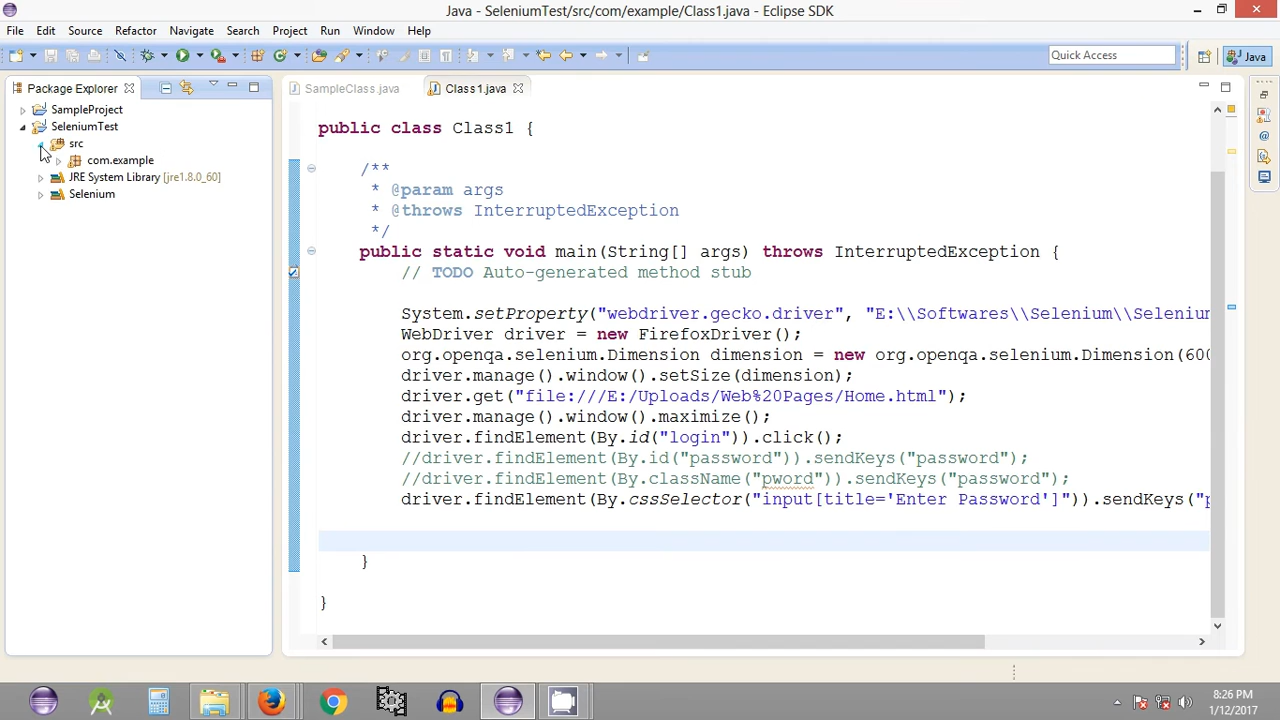 Java - SeleniumTest/src/com/example/Class1.java - Eclipse SDK
File Edit Source Refactor Navigate Search Project Run Window Help
Quick Access
Java
Package Explorer
SampleClass.java
Class1.java
SampleProject
SeleniumTest
src
com.example
JRE System Library [jre1.8.0_60]
Selenium
public class Class1 {
/**
* @param args
* @throws InterruptedException
*/
public static void main(String[] args) throws InterruptedException {
// TODO Auto-generated method stub
System.setProperty("webdriver.gecko.driver", "E:\\Softwares\\Selenium\\Selenium
WebDriver driver = new FirefoxDriver();
org.openqa.selenium.Dimension dimension = new org.openqa.selenium.Dimension(600
driver.manage().window().setSize(dimension);
driver.get("file:///E:/Uploads/Web%20Pages/Home.html");
driver.manage().window().maximize();
driver.findElement(By.id("login")).click();
//driver.findElement(By.id("password")).sendKeys("password");
//driver.findElement(By.className("pword")).sendKeys("password");
driver.findElement(By.cssSelector("input[title='Enter Password']")).sendKeys("p
}
}
8:26 PM
1/12/2017